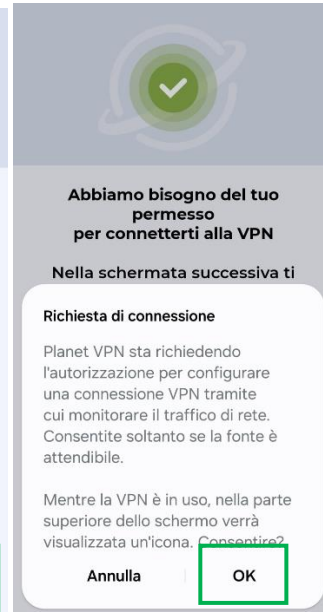 Abbiamo bisogno del tuo
permesso
per connetterti alla VPN
Nella schermata successiva ti
Richiesta di connessione
Planet VPN sta richiedendo
l'autorizzazione per configurare
una connessione VPN tramite
cui monitorare il traffico di rete.
Consentite soltanto se la fonte è
attendibile.
Mentre la VPN è in uso, nella parte
superiore dello schermo verrà
visualizzata un'icona. Consentire?
Annulla
OK